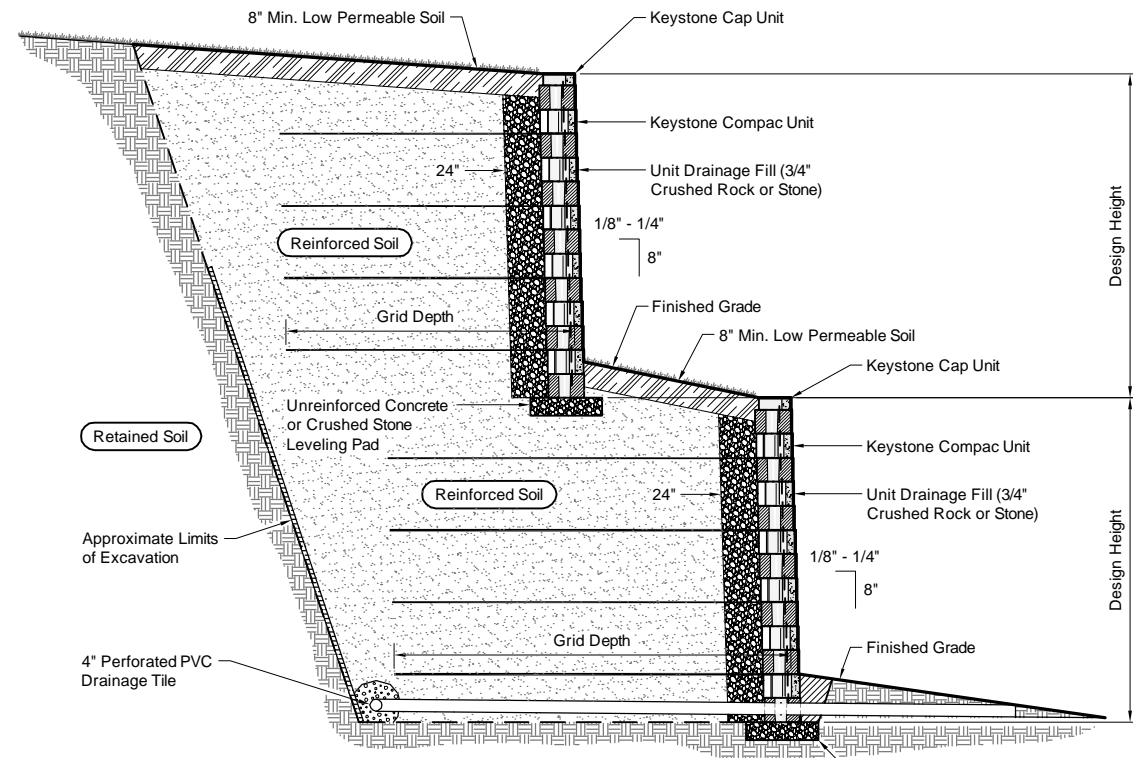 8" Min. Low Permeable Soil
Keystone Cap Unit
Keystone Compac Unit
24"
Unit Drainage Fill (3/4"
Crushed Rock or Stone)
1/8" - 1/4"
8"
Reinforced Soil
Design Height
Grid Depth
Finished Grade
8" Min. Low Permeable Soil
Keystone Cap Unit
Unreinforced Concrete
or Crushed Stone
Leveling Pad
Retained Soil
Keystone Compac Unit
Reinforced Soil
24"
Unit Drainage Fill (3/4"
Crushed Rock or Stone)
Approximate Limits
of Excavation
1/8" - 1/4"
8"
Design Height
Grid Depth
Finished Grade
4" Perforated PVC
Drainage Tile